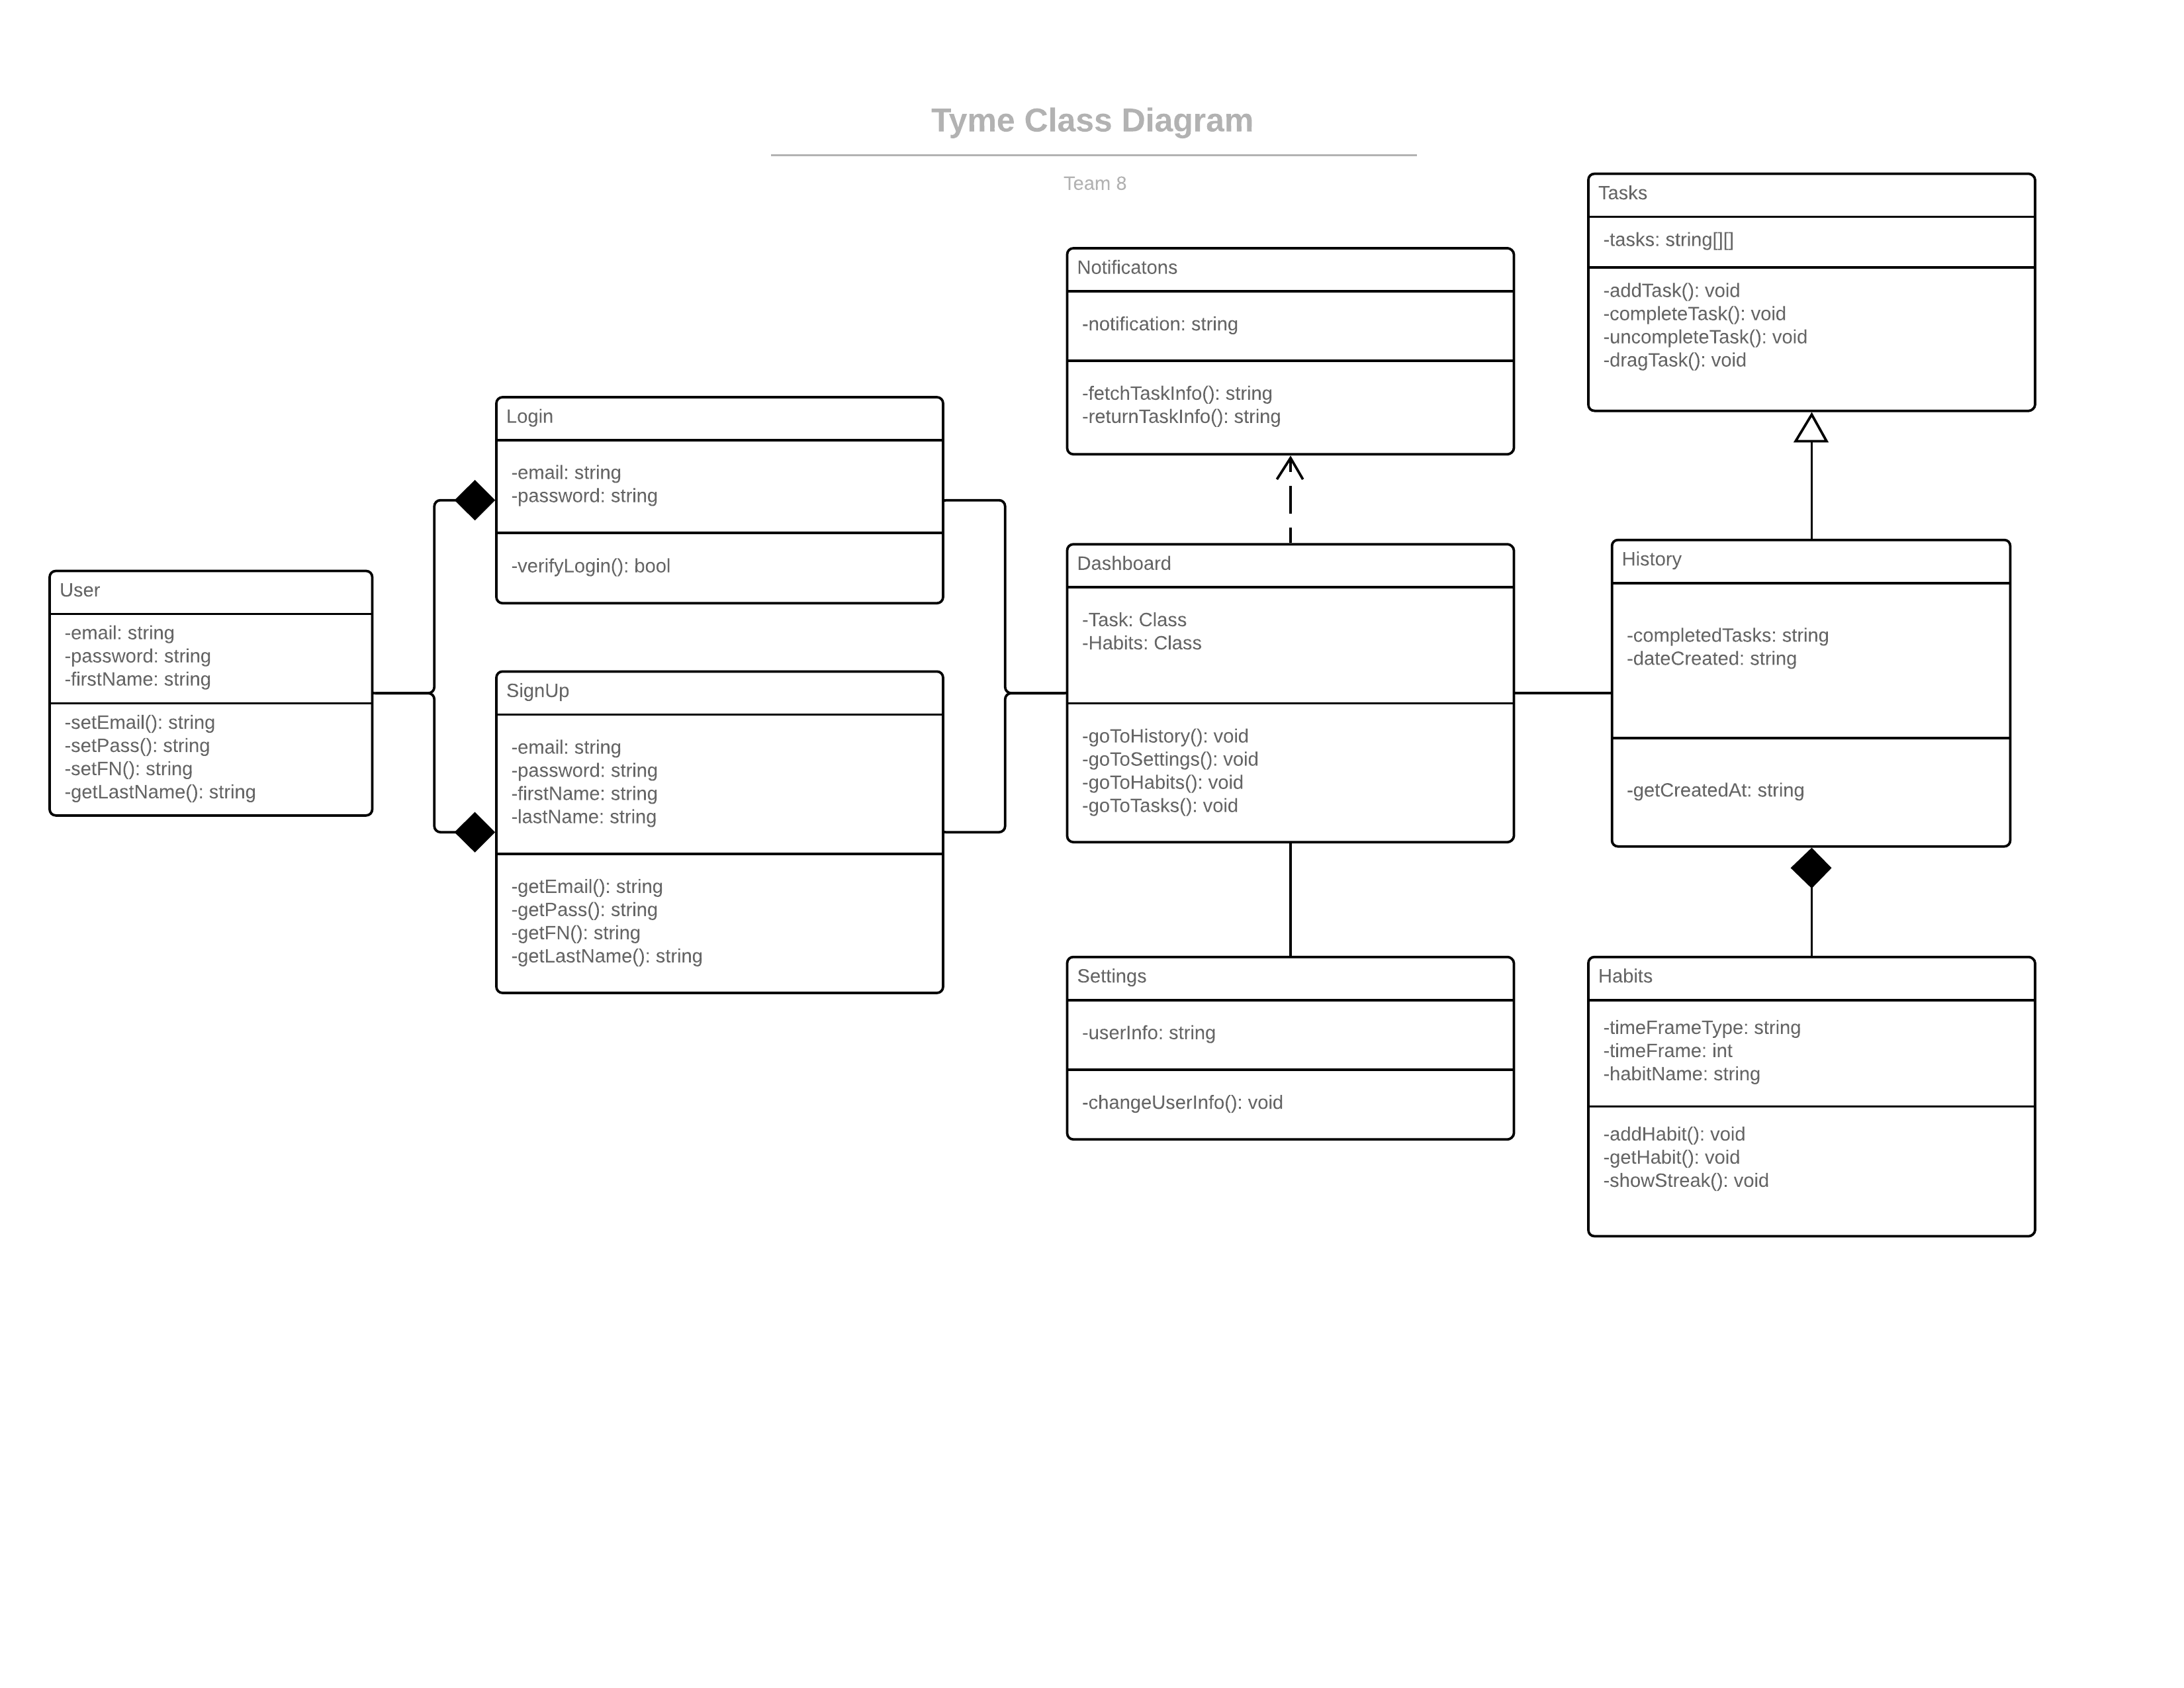 Tyme Class Diagram
Team 8
User
-email: string
-password: string
-firstName: string
-setEmail(): string
-setPass(): string
-setFN(): string
-getLastName(): string
Login
-email: string
-password: string
-verifyLogin(): bool
SignUp
-email: string
-password: string
-firstName: string
-lastName: string
-getEmail(): string
-getPass(): string
-getFN(): string
-getLastName(): string
Notificatons
-notification: string
-fetchTaskInfo(): string
-returnTaskInfo(): string
Dashboard
-Task: Class
-Habits: Class
-goToHistory(): void
-goToSettings(): void
-goToHabits(): void
-goToTasks(): void
Settings
-userInfo: string
-changeUserInfo(): void
Tasks
-tasks: string[][]
-addTask(): void
-completeTask(): void
-uncompleteTask(): void
-dragTask(): void
History
-completedTasks: string
-dateCreated: string
-getCreatedAt: string
Habits
-timeFrameType: string
-timeFrame: int
-habitName: string
-addHabit(): void
-getHabit(): void
-showStreak(): void